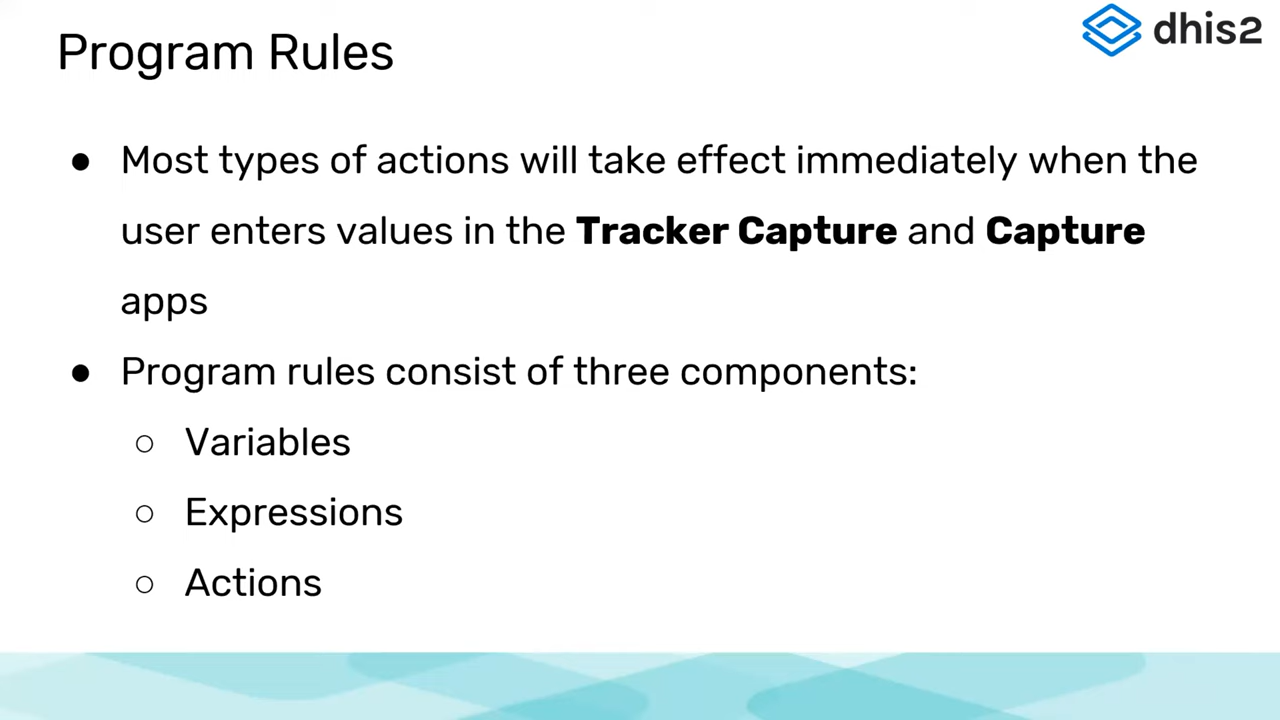 dhis2
Program Rules
● Most types of actions will take effect immediately when the
user enters values in the Tracker Capture and Capture
apps
● Program rules consist of three components:
○ Variables
○ Expressions
○ Actions